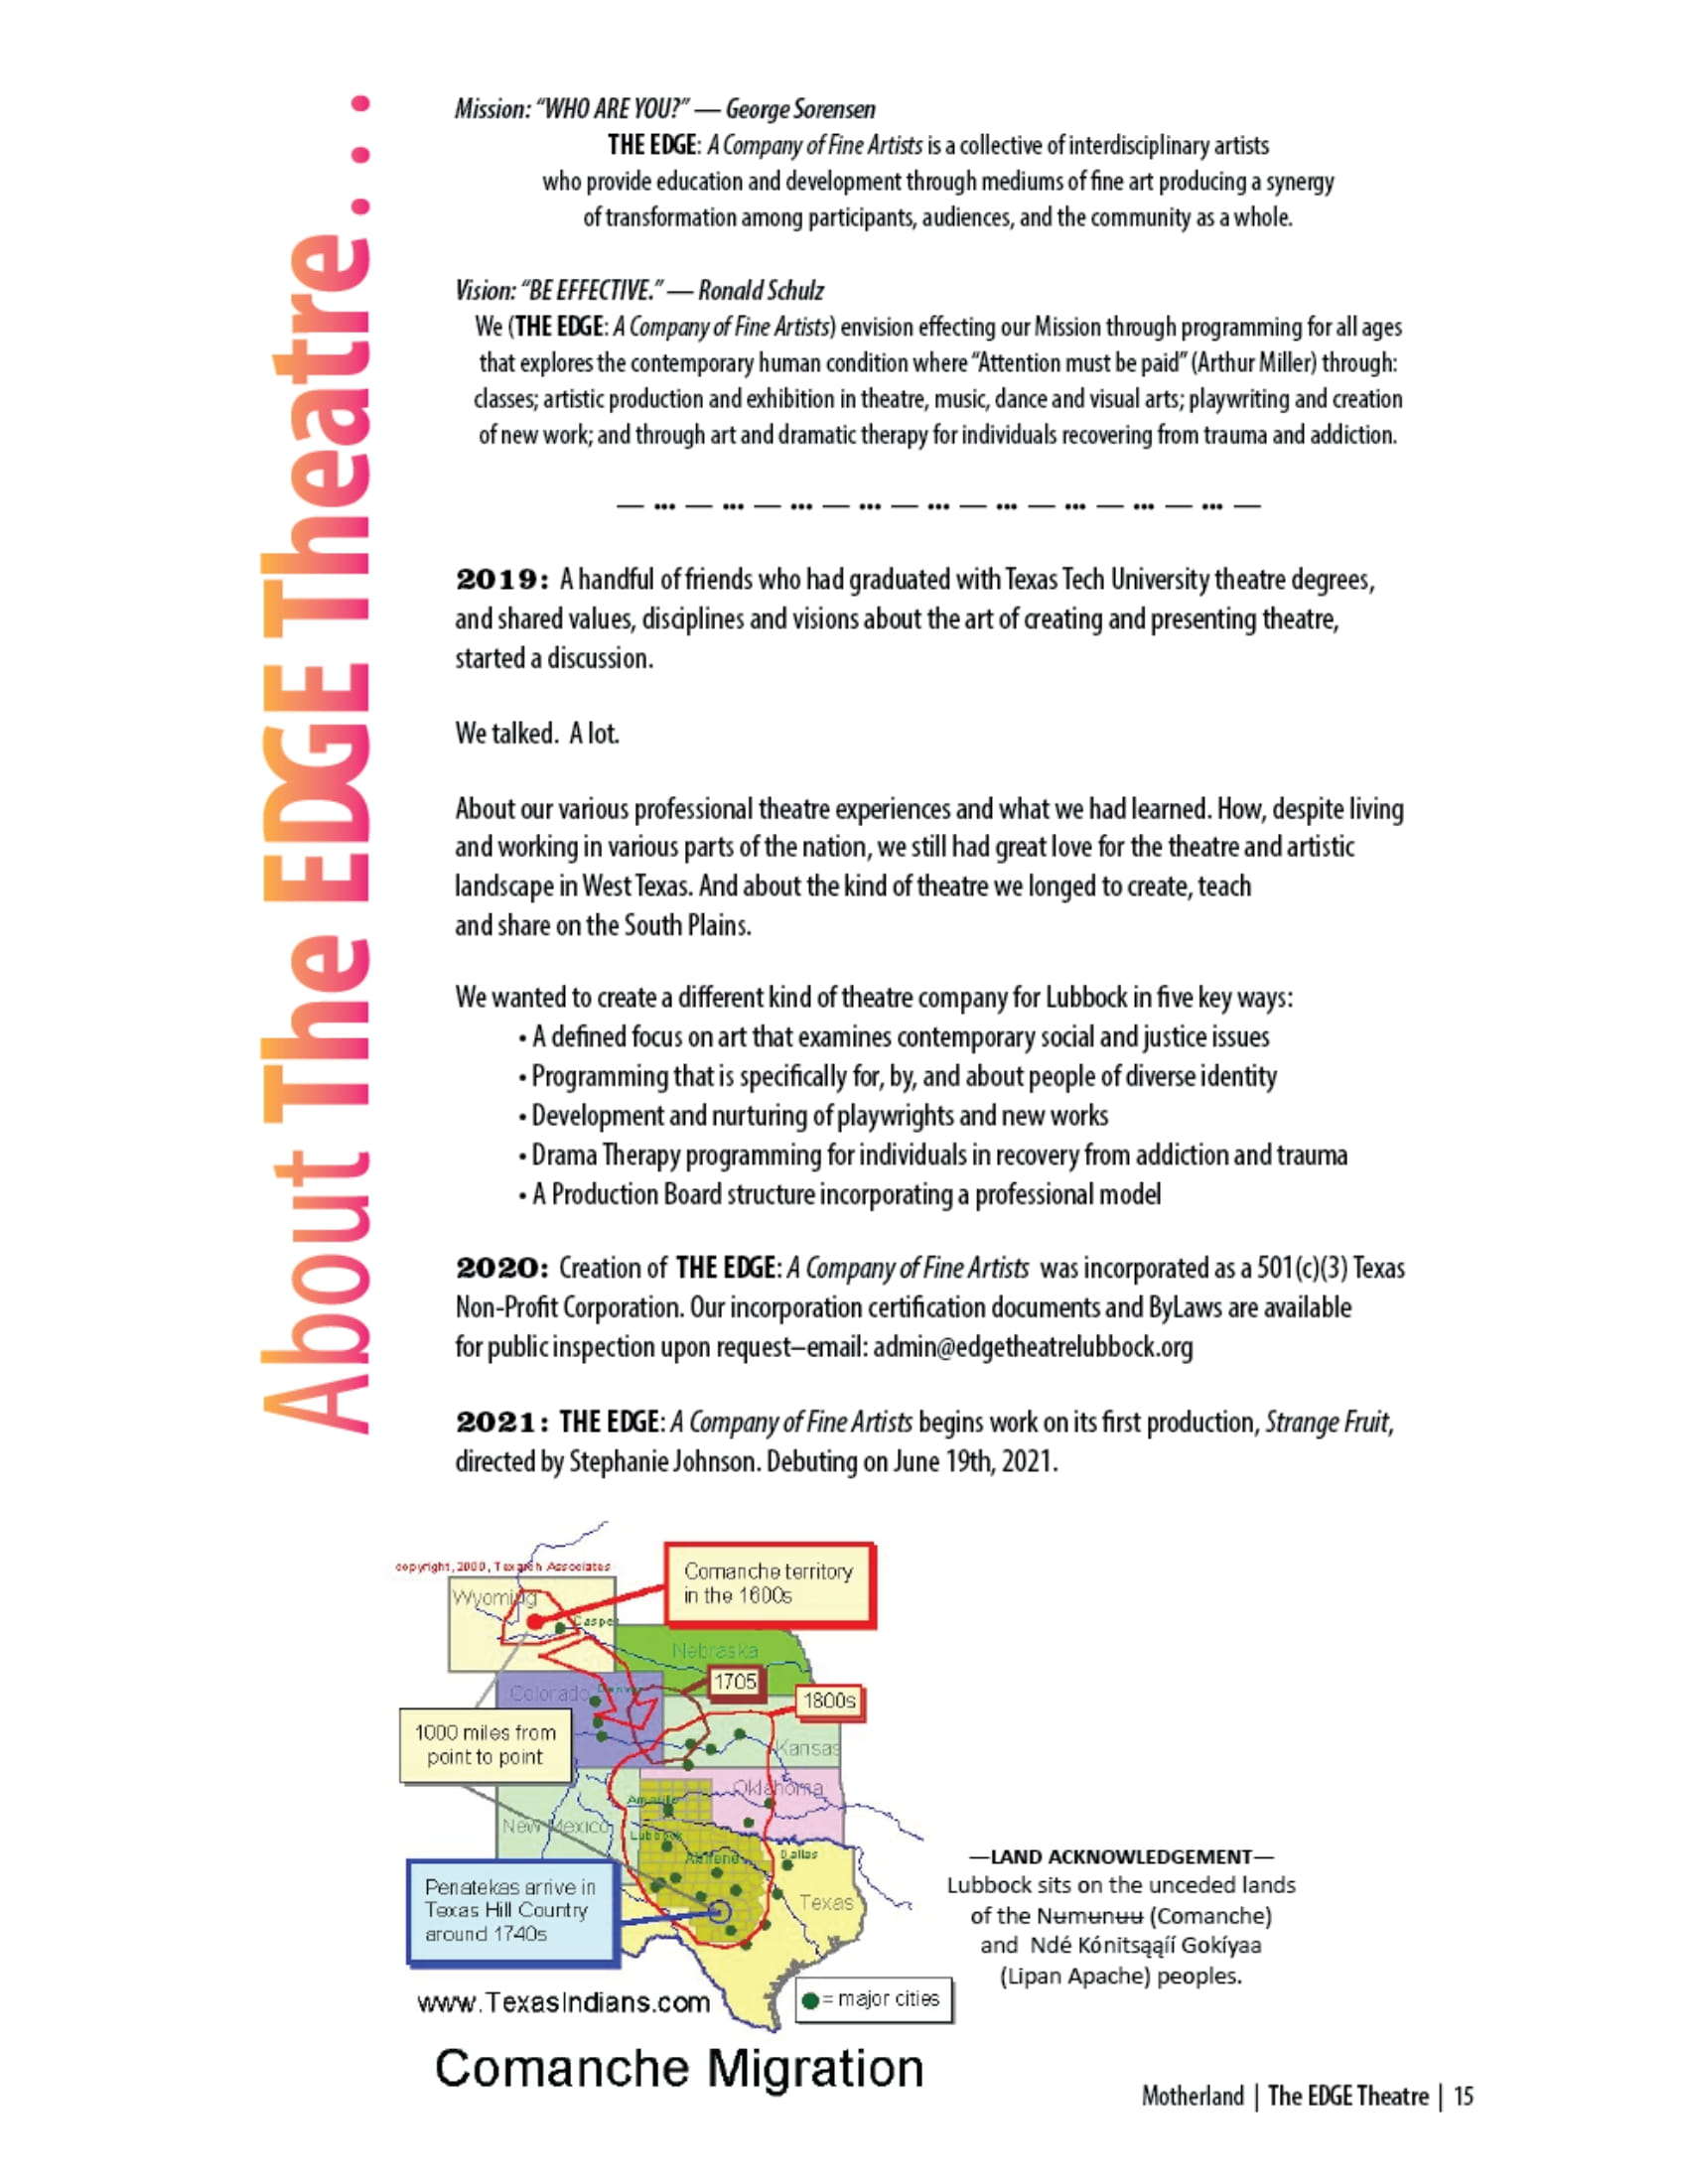 About The EDGE Theatre. . .
Mission: “WHO ARE YOU?” — George Sorensen
THE EDGE: A Company of Fine Artists is a collective of interdisciplinary artists
who provide education and development through mediums of fine art producing a synergy
of transformation among participants, audiences, and the community as a whole.
Vision: “BE EFFECTIVE.” — Ronald Schulz
We (THE EDGE: A Company of Fine Artists) envision effecting our Mission through programming for all ages
that explores the contemporary human condition where “Attention must be paid” (Arthur Miller) through:
classes; artistic production and exhibition in theatre, music, dance and visual arts; playwriting and creation
of new work; and through art and dramatic therapy for individuals recovering from trauma and addiction.
— ••• — ••• — ••• — ••• — ••• — ••• — ••• — ••• — ••• —
2019: A handful of friends who had graduated with Texas Tech University theatre degrees,
and shared values, disciplines and visions about the art of creating and presenting theatre,
started a discussion.
We talked. A lot.
About our various professional theatre experiences and what we had learned. How, despite living
and working in various parts of the nation, we still had great love for the theatre and artistic
landscape in West Texas. And about the kind of theatre we longed to create, teach
and share on the South Plains.
We wanted to create a different kind of theatre company for Lubbock in five key ways:
• A defined focus on art that examines contemporary social and justice issues
• Programming that is specifically for, by, and about people of diverse identity
• Development and nurturing of playwrights and new works
• Drama Therapy programming for individuals in recovery from addiction and trauma
• A Production Board structure incorporating a professional model
2020: Creation of THE EDGE: A Company of Fine Artists was incorporated as a 501(c)(3) Texas
Non-Profit Corporation. Our incorporation certification documents and ByLaws are available
for public inspection upon request–email: admin@edgetheatrelubbock.org
2021: THE EDGE: A Company of Fine Artists begins work on its first production, Strange Fruit,
directed by Stephanie Johnson. Debuting on June 19th, 2021.
copyright, 2000, Texarch Associates
Comanche territory
in the 1600s
Wyoming
Casper
Nebraska
1705
Colorado
Denver
1800s
1000 miles from
point to point
Kansas
Oklahoma
Amarillo
New Mexico
Lubbock
Abilene
Dallas
Texas
Penatekas arrive in
Texas Hill Country
around 1740s
www.TexasIndians.com
= major cities
Comanche Migration
—LAND ACKNOWLEDGEMENT—
Lubbock sits on the unceded lands
of the Nʉmʉnʉʉ (Comanche)
and Ndé Kónitsąąíí Gokíyaa
(Lipan Apache) peoples.
Motherland | The EDGE Theatre | 15